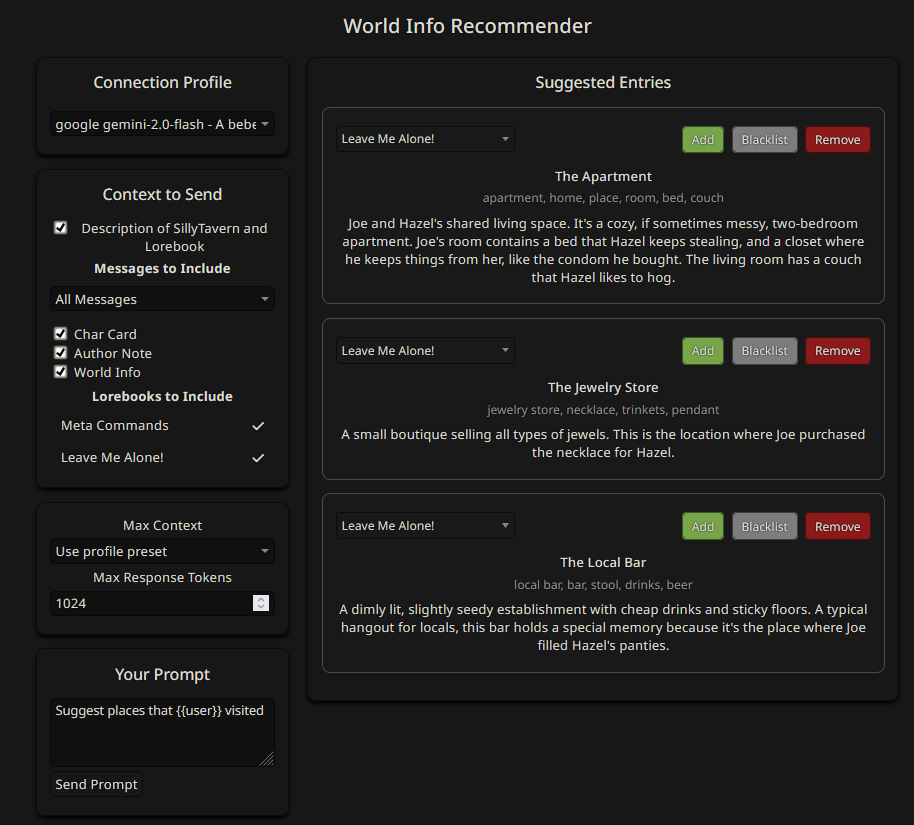 World Info Recommender
Connection Profile
google gemini-2.0-flash - A bebe
Context to Send
Description of SillyTavern and
Lorebook
Messages to Include
All Messages
Char Card
Author Note
World Info
Lorebooks to Include
Meta Commands
Leave Me Alone!
Max Context
Use profile preset
Max Response Tokens
1024
Your Prompt
Suggest places that {{user}} visited
Send Prompt
Suggested Entries
Leave Me Alone!
Add
Blacklist
Remove
The Apartment
apartment, home, place, room, bed, couch
Joe and Hazel's shared living space. It's a cozy, if sometimes messy, two-bedroom
apartment. Joe's room contains a bed that Hazel keeps stealing, and a closet where
he keeps things from her, like the condom he bought. The living room has a couch
that Hazel likes to hog.
Leave Me Alone!
Add
Blacklist
Remove
The Jewelry Store
jewelry store, necklace, trinkets, pendant
A small boutique selling all types of jewels. This is the location where Joe purchased
the necklace for Hazel.
Leave Me Alone!
Add
Blacklist
Remove
The Local Bar
local bar, bar, stool, drinks, beer
A dimly lit, slightly seedy establishment with cheap drinks and sticky floors. A typical
hangout for locals, this bar holds a special memory because it's the place where Joe
filled Hazel's panties.